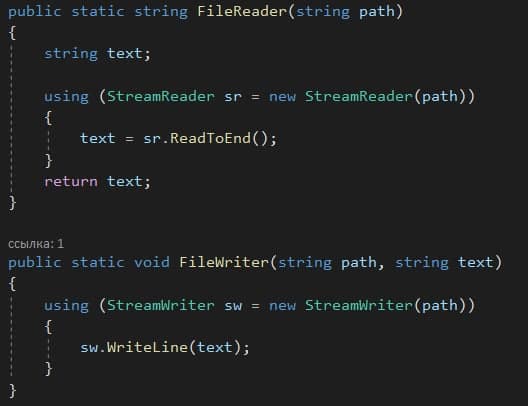 public static string FileReader(string path)
{
string text;
using (StreamReader sr = new StreamReader(path))
{
text = sr.ReadToEnd();
}
return text;
}
ссылка: 1
public static void FileWriter(string path, string text)
{
using (StreamWriter sw = new StreamWriter(path))
{
sw.WriteLine(text);
}
}